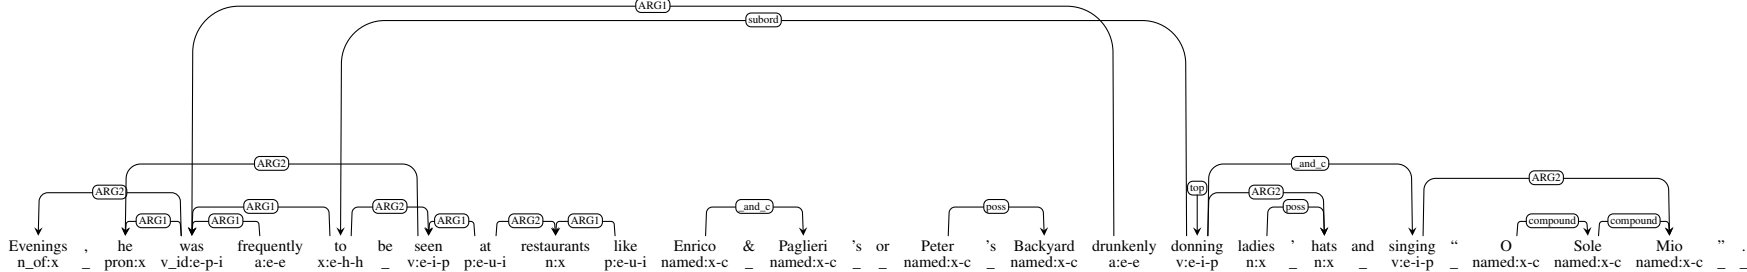 ARG1
subord
ARG2 _and_c
ARG2 top ARG2 ARG2
ARG1 ARG1 ARG2 _and_c poss poss
ARG1 ARG1 ARG1 ARG2 ARG1 compound compound
Evenings , he was frequently to be seen at restaurants like Enrico & Paglieri 's or Peter 's Backyard drunkenly donning ladies ' hats and singing “ O Sole Mio ” .
n_of:x _ pron:x v_id:e-p-i a:e-e x:e-h-h _ v:e-i-p p:e-u-i n:x p:e-u-i named:x-c _ named:x-c _ _ named:x-c _ named:x-c a:e-e v:e-i-p n:x _ n:x _ v:e-i-p _ named:x-c named:x-c named:x-c _ _